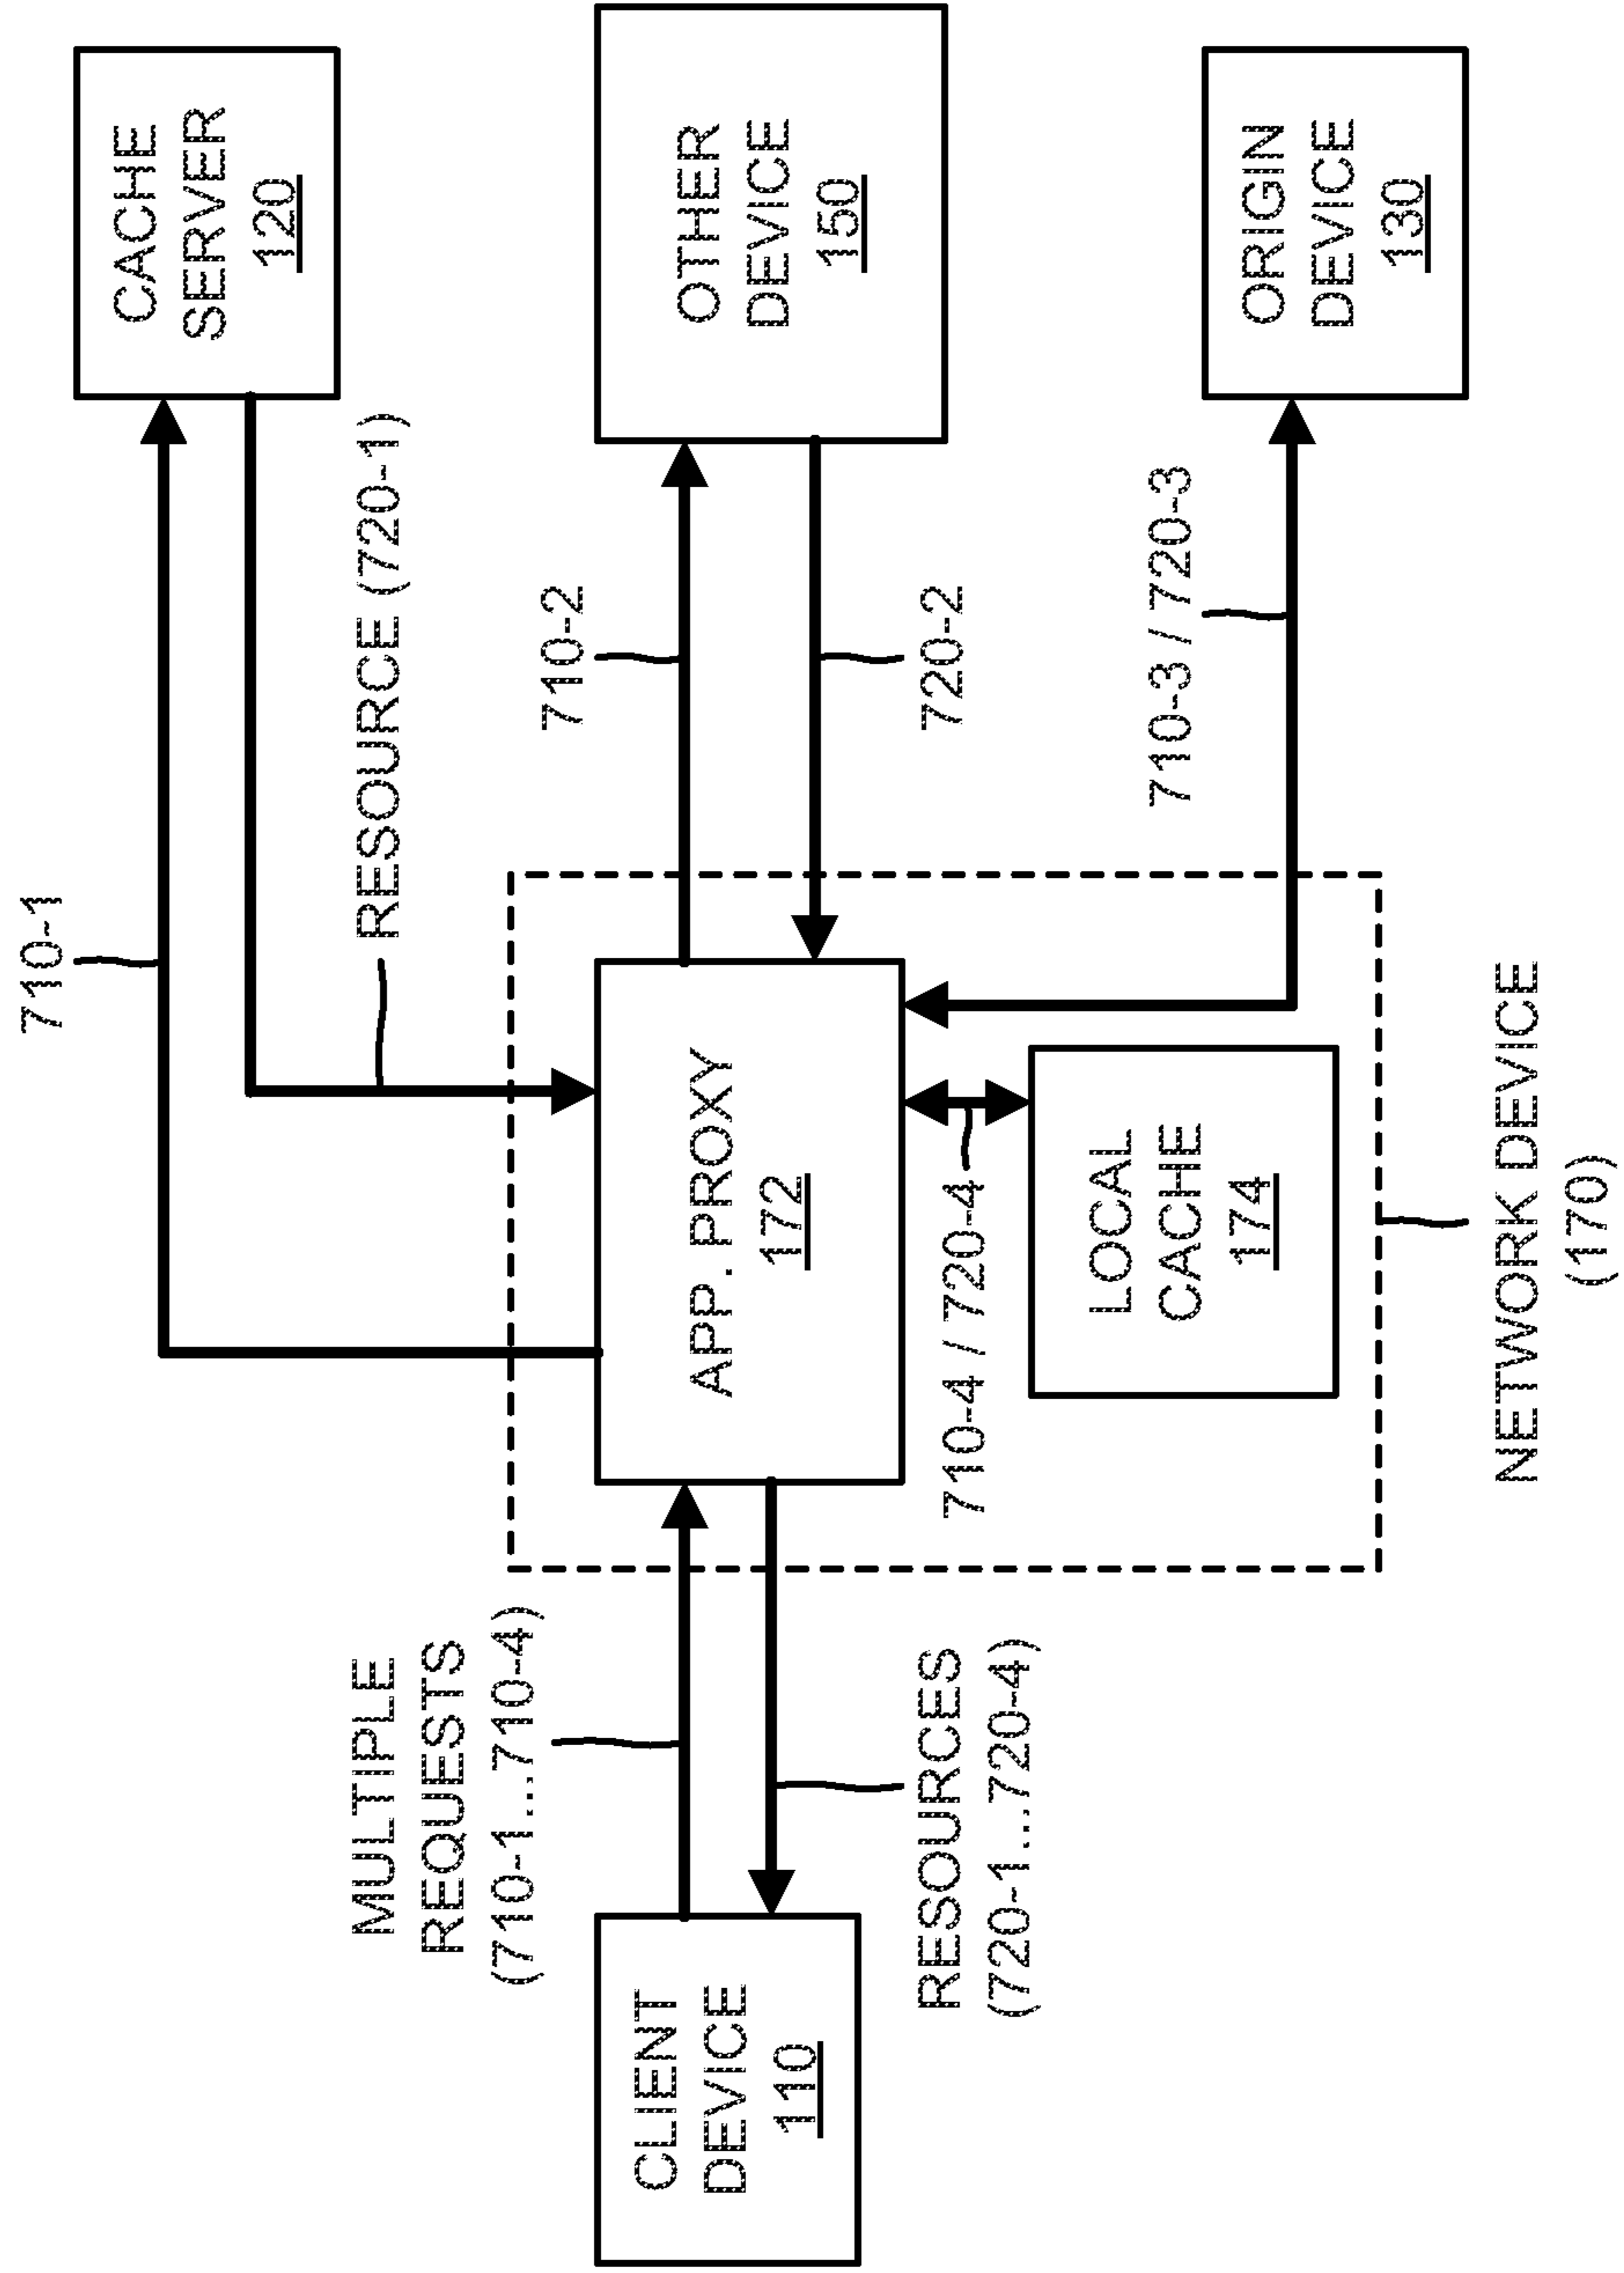 710-1
CACHE
SERVER
120
RESOURCE (720-1)
MULTIPLE
REQUESTS
(710-1...710-4)
710-2
OTHER
DEVICE
150
CLIENT
DEVICE
110
APP. PROXY
172
RESOURCES
(720-1...720-4)
720-2
710-4 / 720-4
LOCAL
CACHE
174
710-3 / 720-3
ORIGIN
DEVICE
130
NETWORK DEVICE
(170)